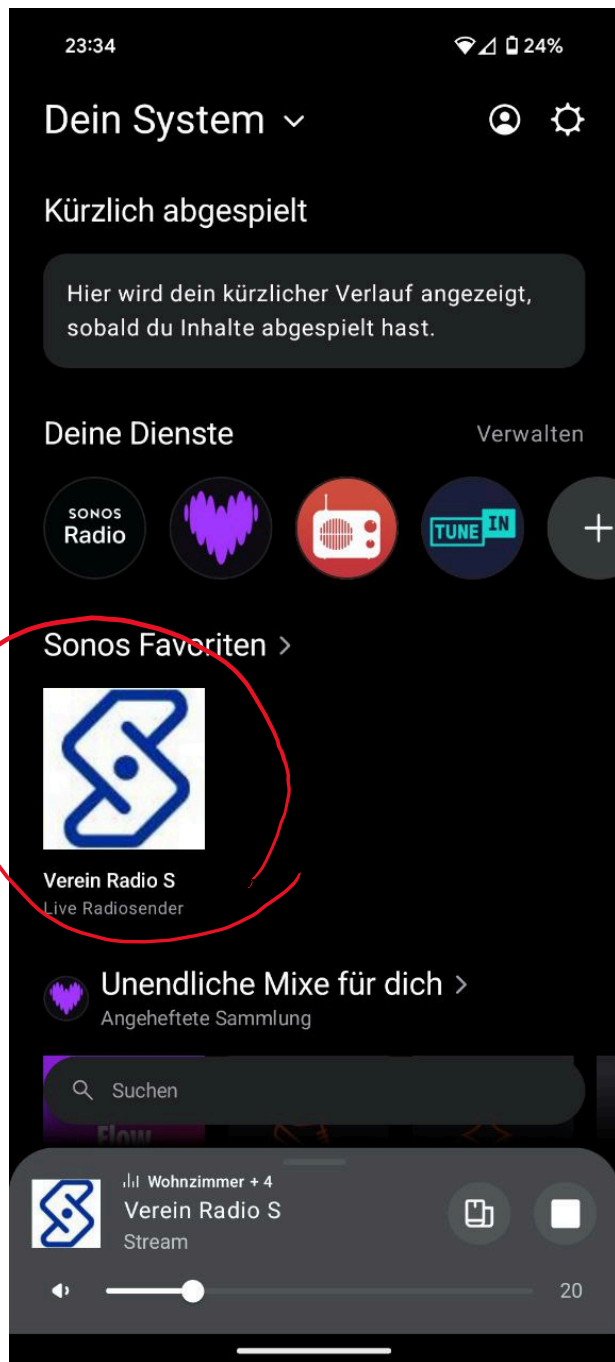 23:34
24%
Dein System
Kürzlich abgespielt
Hier wird dein kürzlicher Verlauf angezeigt,
sobald du Inhalte abgespielt hast.
Deine Dienste
Verwalten
SONOS
Radio
TUNE IN
Sonos Favoriten
Verein Radio S
Live Radiosender
Unendliche Mixe für dich
Angeheftete Sammlung
Suchen
Flow
Wohnzimmer + 4
Verein Radio S
Stream
20